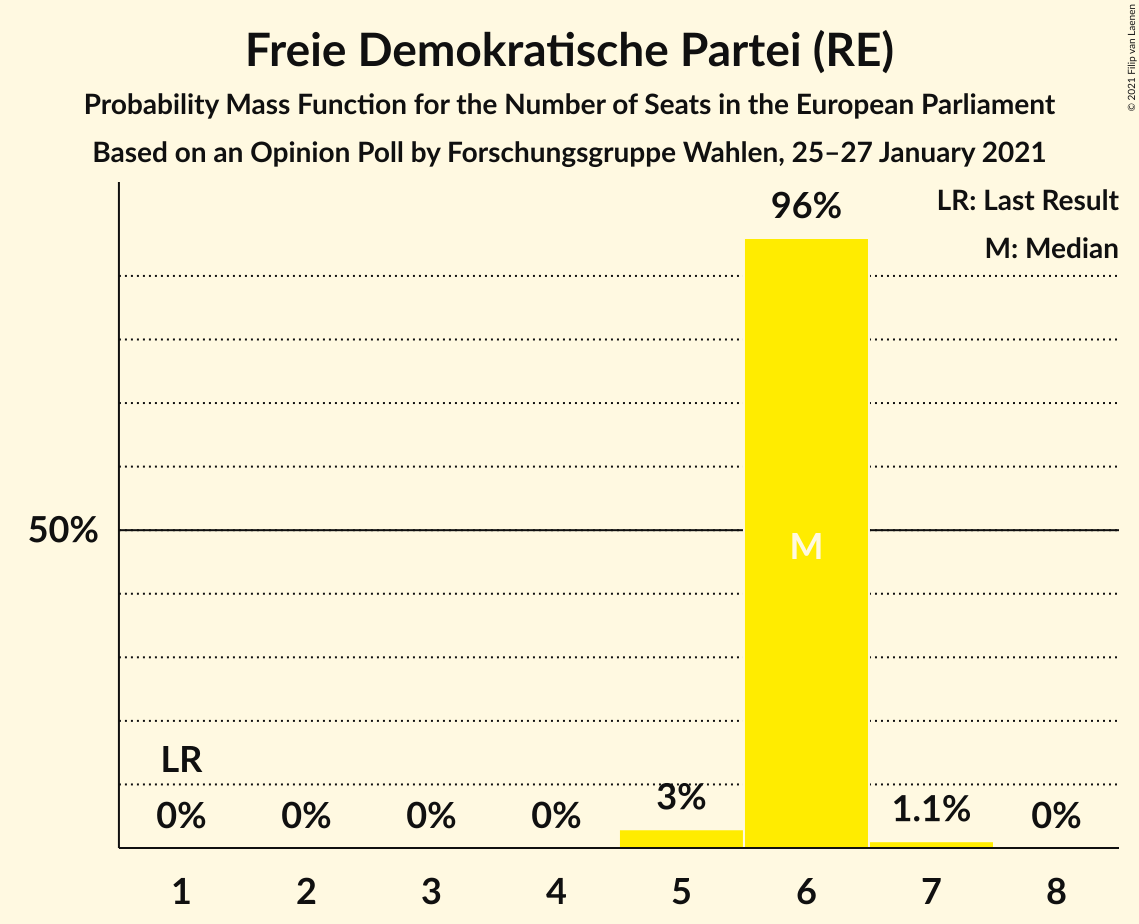 Freie Demokratische Partei (RE)
Probability Mass Function for the Number of Seats in the European Parliament
Based on an Opinion Poll by Forschungsgruppe Wahlen, 25–27 January 2021
© 2021 Filip van Laenen
LR: Last Result
M: Median
96%
50%
M
LR
0%
0%
0%
0%
3%
1.1%
0%
1
2
3
4
5
6
7
8